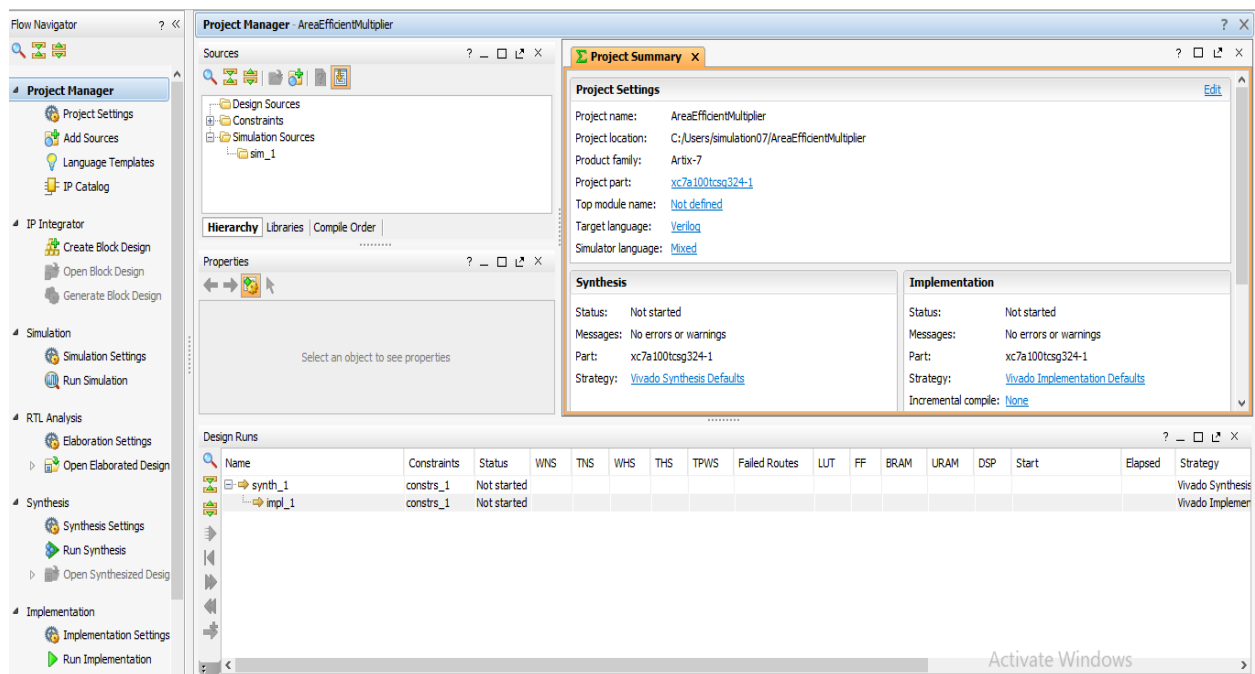 Flow Navigator ? «
Project Manager
Project Settings
Add Sources
Language Templates
IP Catalog
IP Integrator
Create Block Design
Open Block Design
Generate Block Design
Simulation
Simulation Settings
Run Simulation
RTL Analysis
Elaboration Settings
Open Elaborated Design
Synthesis
Synthesis Settings
Run Synthesis
Open Synthesized Desig
Implementation
Implementation Settings
Run Implementation
Project Manager - AreaEfficientMultiplier ? X
Sources ?
Design Sources
Constraints
Simulation Sources
sim_1
Hierarchy Libraries Compile Order
Properties ?
Select an object to see properties
Σ Project Summary X ?
Project Settings Edit
Project name: AreaEfficientMultiplier
Project location: C:/Users/simulation07/AreaEfficientMultiplier
Product family: Artix-7
Project part: xc7a100tcsg324-1
Top module name: Not defined
Target language: Verilog
Simulator language: Mixed
Synthesis
Status: Not started
Messages: No errors or warnings
Part: xc7a100tcsg324-1
Strategy: Vivado Synthesis Defaults
Implementation
Status: Not started
Messages: No errors or warnings
Part: xc7a100tcsg324-1
Strategy: Vivado Implementation Defaults
Incremental compile: None
Design Runs ?
Name Constraints Status WNS TNS WHS THS TPWS Failed Routes LUT FF BRAM URAM DSP Start Elapsed Strategy
synth_1 constrs_1 Not started Vivado Synthesis
impl_1 constrs_1 Not started Vivado Implemen
Activate Windows